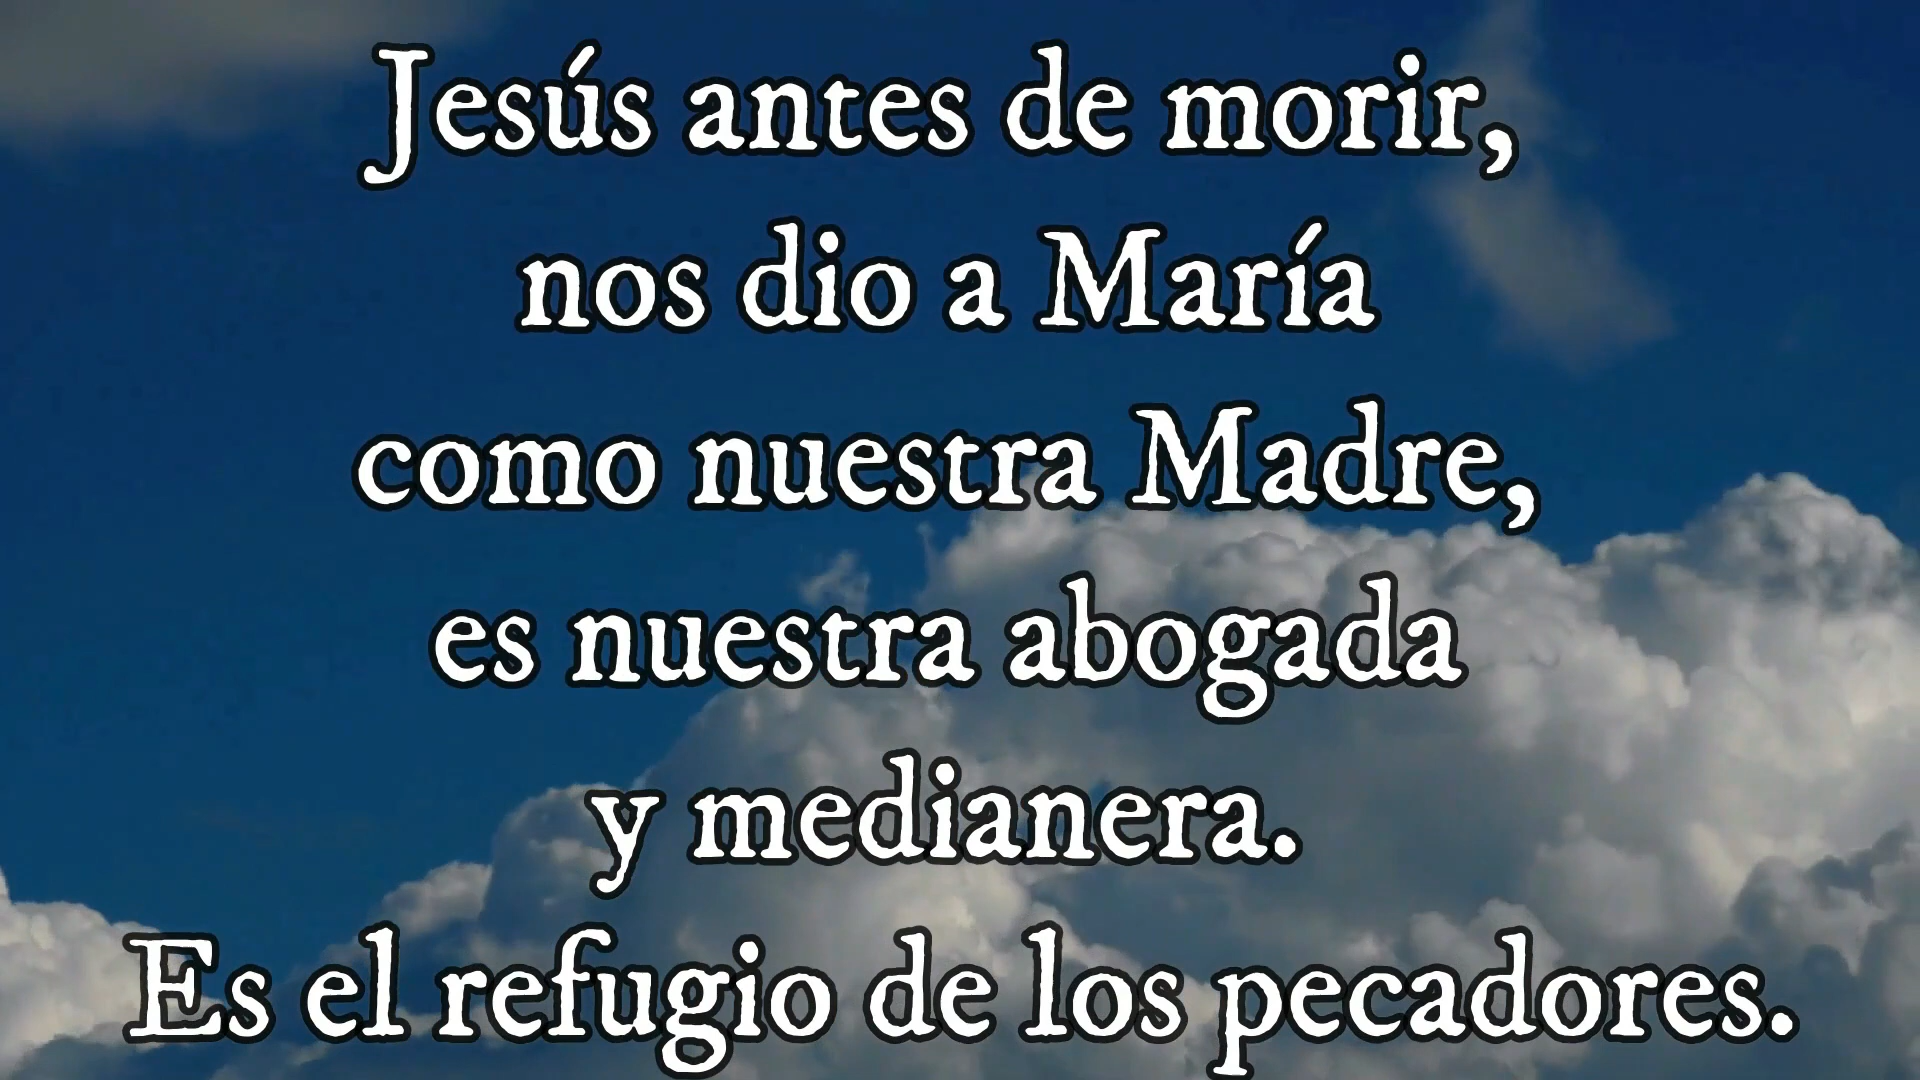 Jesús antes de morir,
nos dio a María
como nuestra Madre,
es nuestra abogada
y medianera.
Es el refugio de los pecadores.